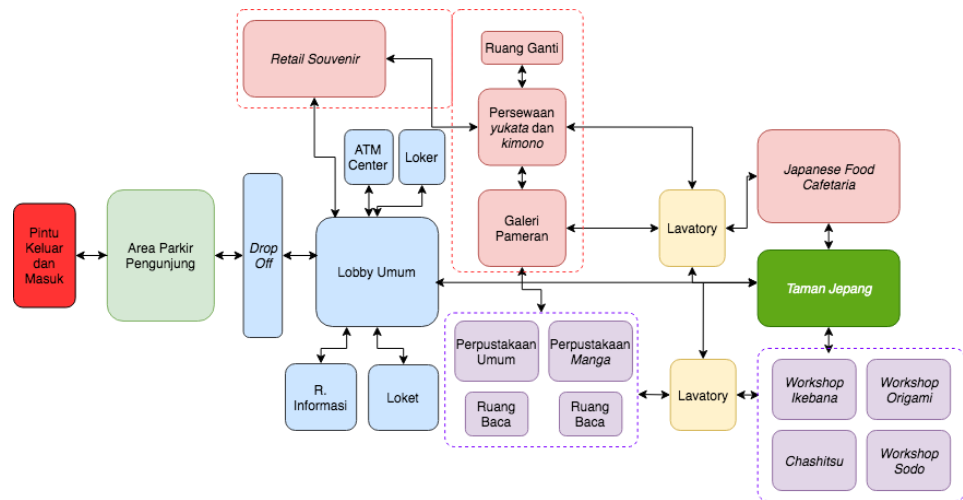 Retail Souvenir
Ruang Ganti
Persewaan
yukata dan
kimono
ATM
Center
Loker
Japanese Food
Cafetaria
Pintu
Keluar
dan
Masuk
Area Parkir
Pengunjung
Drop
Off
Lobby Umum
Galeri
Pameran
Lavatory
Taman Jepang
R.
Informasi
Loket
Perpustakaan
Umum
Perpustakaan
Manga
Ruang
Baca
Ruang
Baca
Lavatory
Workshop
Ikebana
Workshop
Origami
Chashitsu
Workshop
Sodo